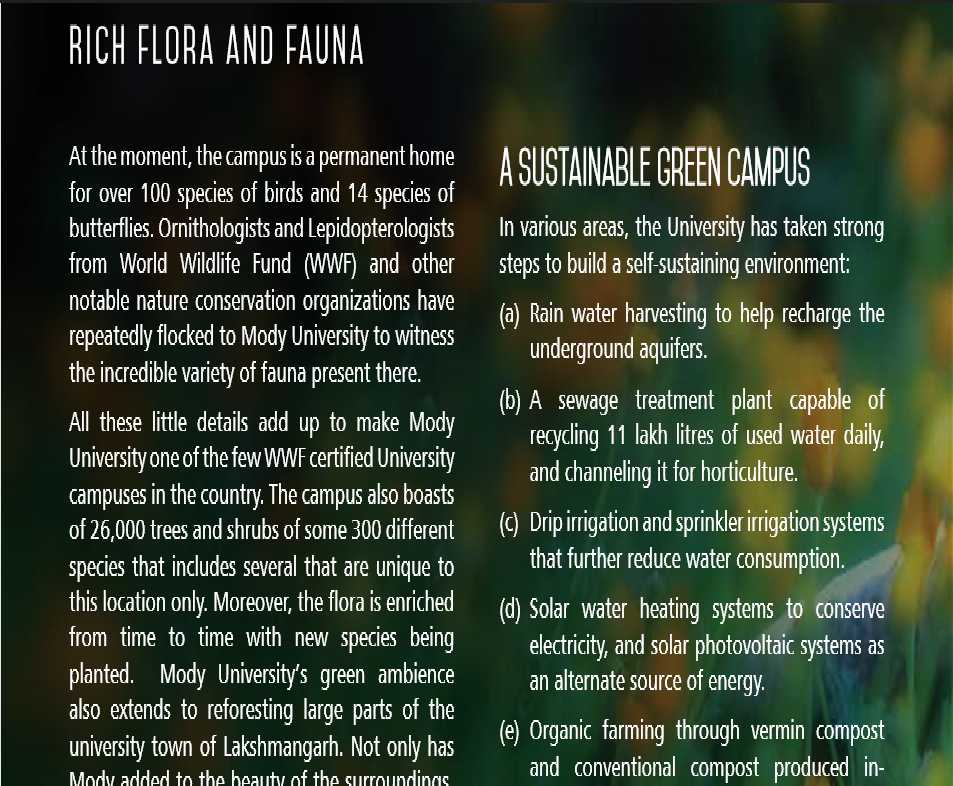 RICH FLORA AND FAUNA
At the moment, the campus is a permanent home
for over 100 species of birds and 14 species of
butterflies. Ornithologists and Lepidopterologists
from World Wildlife Fund (WWF) and other
notable nature conservation organizations have
repeatedly flocked to Mody University to witness
the incredible variety of fauna present there.
All these little details add up to make Mody
University one of the few WWF certified University
campuses in the country. The campus also boasts
of 26,000 trees and shrubs of some 300 different
species that includes several that are unique to
this location only. Moreover, the flora is enriched
from time to time with new species being
planted. Mody University's green ambience
also extends to reforesting large parts of the
university town of Lakshmangarh. Not only has
Mody added to the beauty of the surroundings,
A SUSTAINABLE GREEN CAMPUS
In various areas, the University has taken strong
steps to build a self-sustaining environment:
(a) Rain water harvesting to help recharge the
underground aquifers.
(b) A sewage treatment plant capable of
recycling 11 lakh litres of used water daily,
and channeling it for horticulture.
(c) Drip irrigation and sprinkler irrigation systems
that further reduce water consumption.
(d) Solar water heating systems to conserve
electricity, and solar photovoltaic systems as
an alternate source of energy.
(e) Organic farming through vermin compost
and conventional compost produced in-